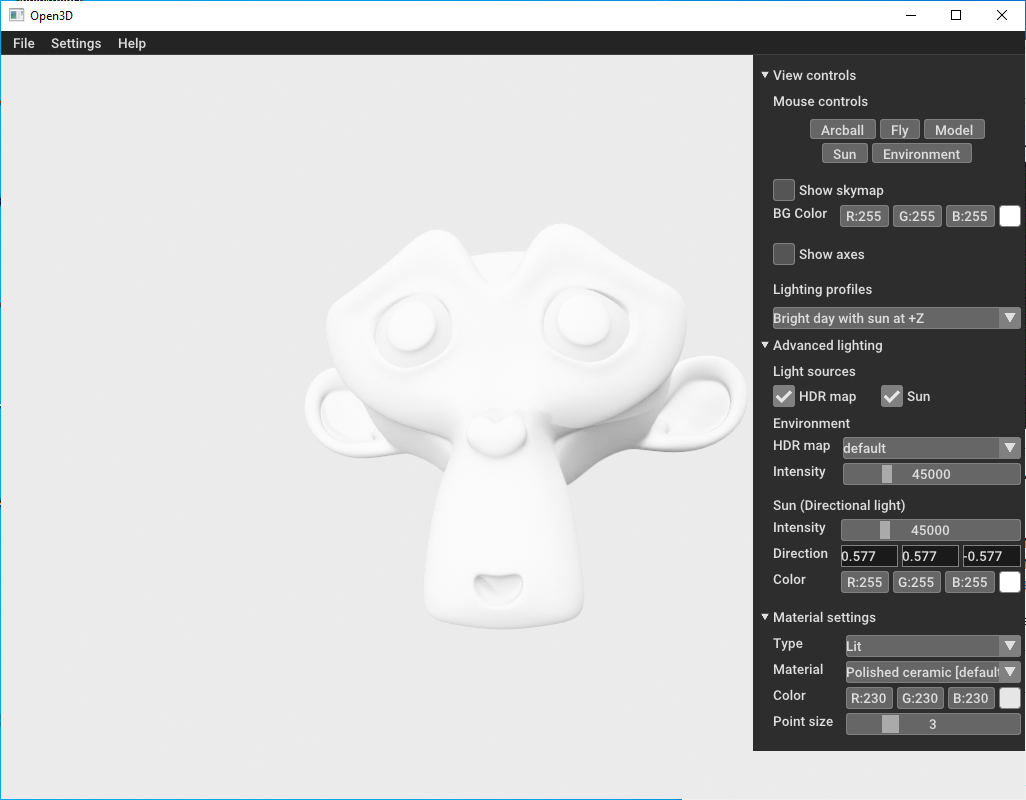 Open3D
File Settings Help
View controls
Mouse controls
Arcball Fly Model
Sun Environment
Show skymap
BG Color R:255 G:255 B:255
Show axes
Lighting profiles
Bright day with sun at +Z
Advanced lighting
Light sources
HDR map Sun
Environment
HDR map default
Intensity 45000
Sun (Directional light)
Intensity 45000
Direction 0.577 0.577 -0.577
Color R:255 G:255 B:255
Material settings
Type Lit
Material Polished ceramic [default
Color R:230 G:230 B:230
Point size 3